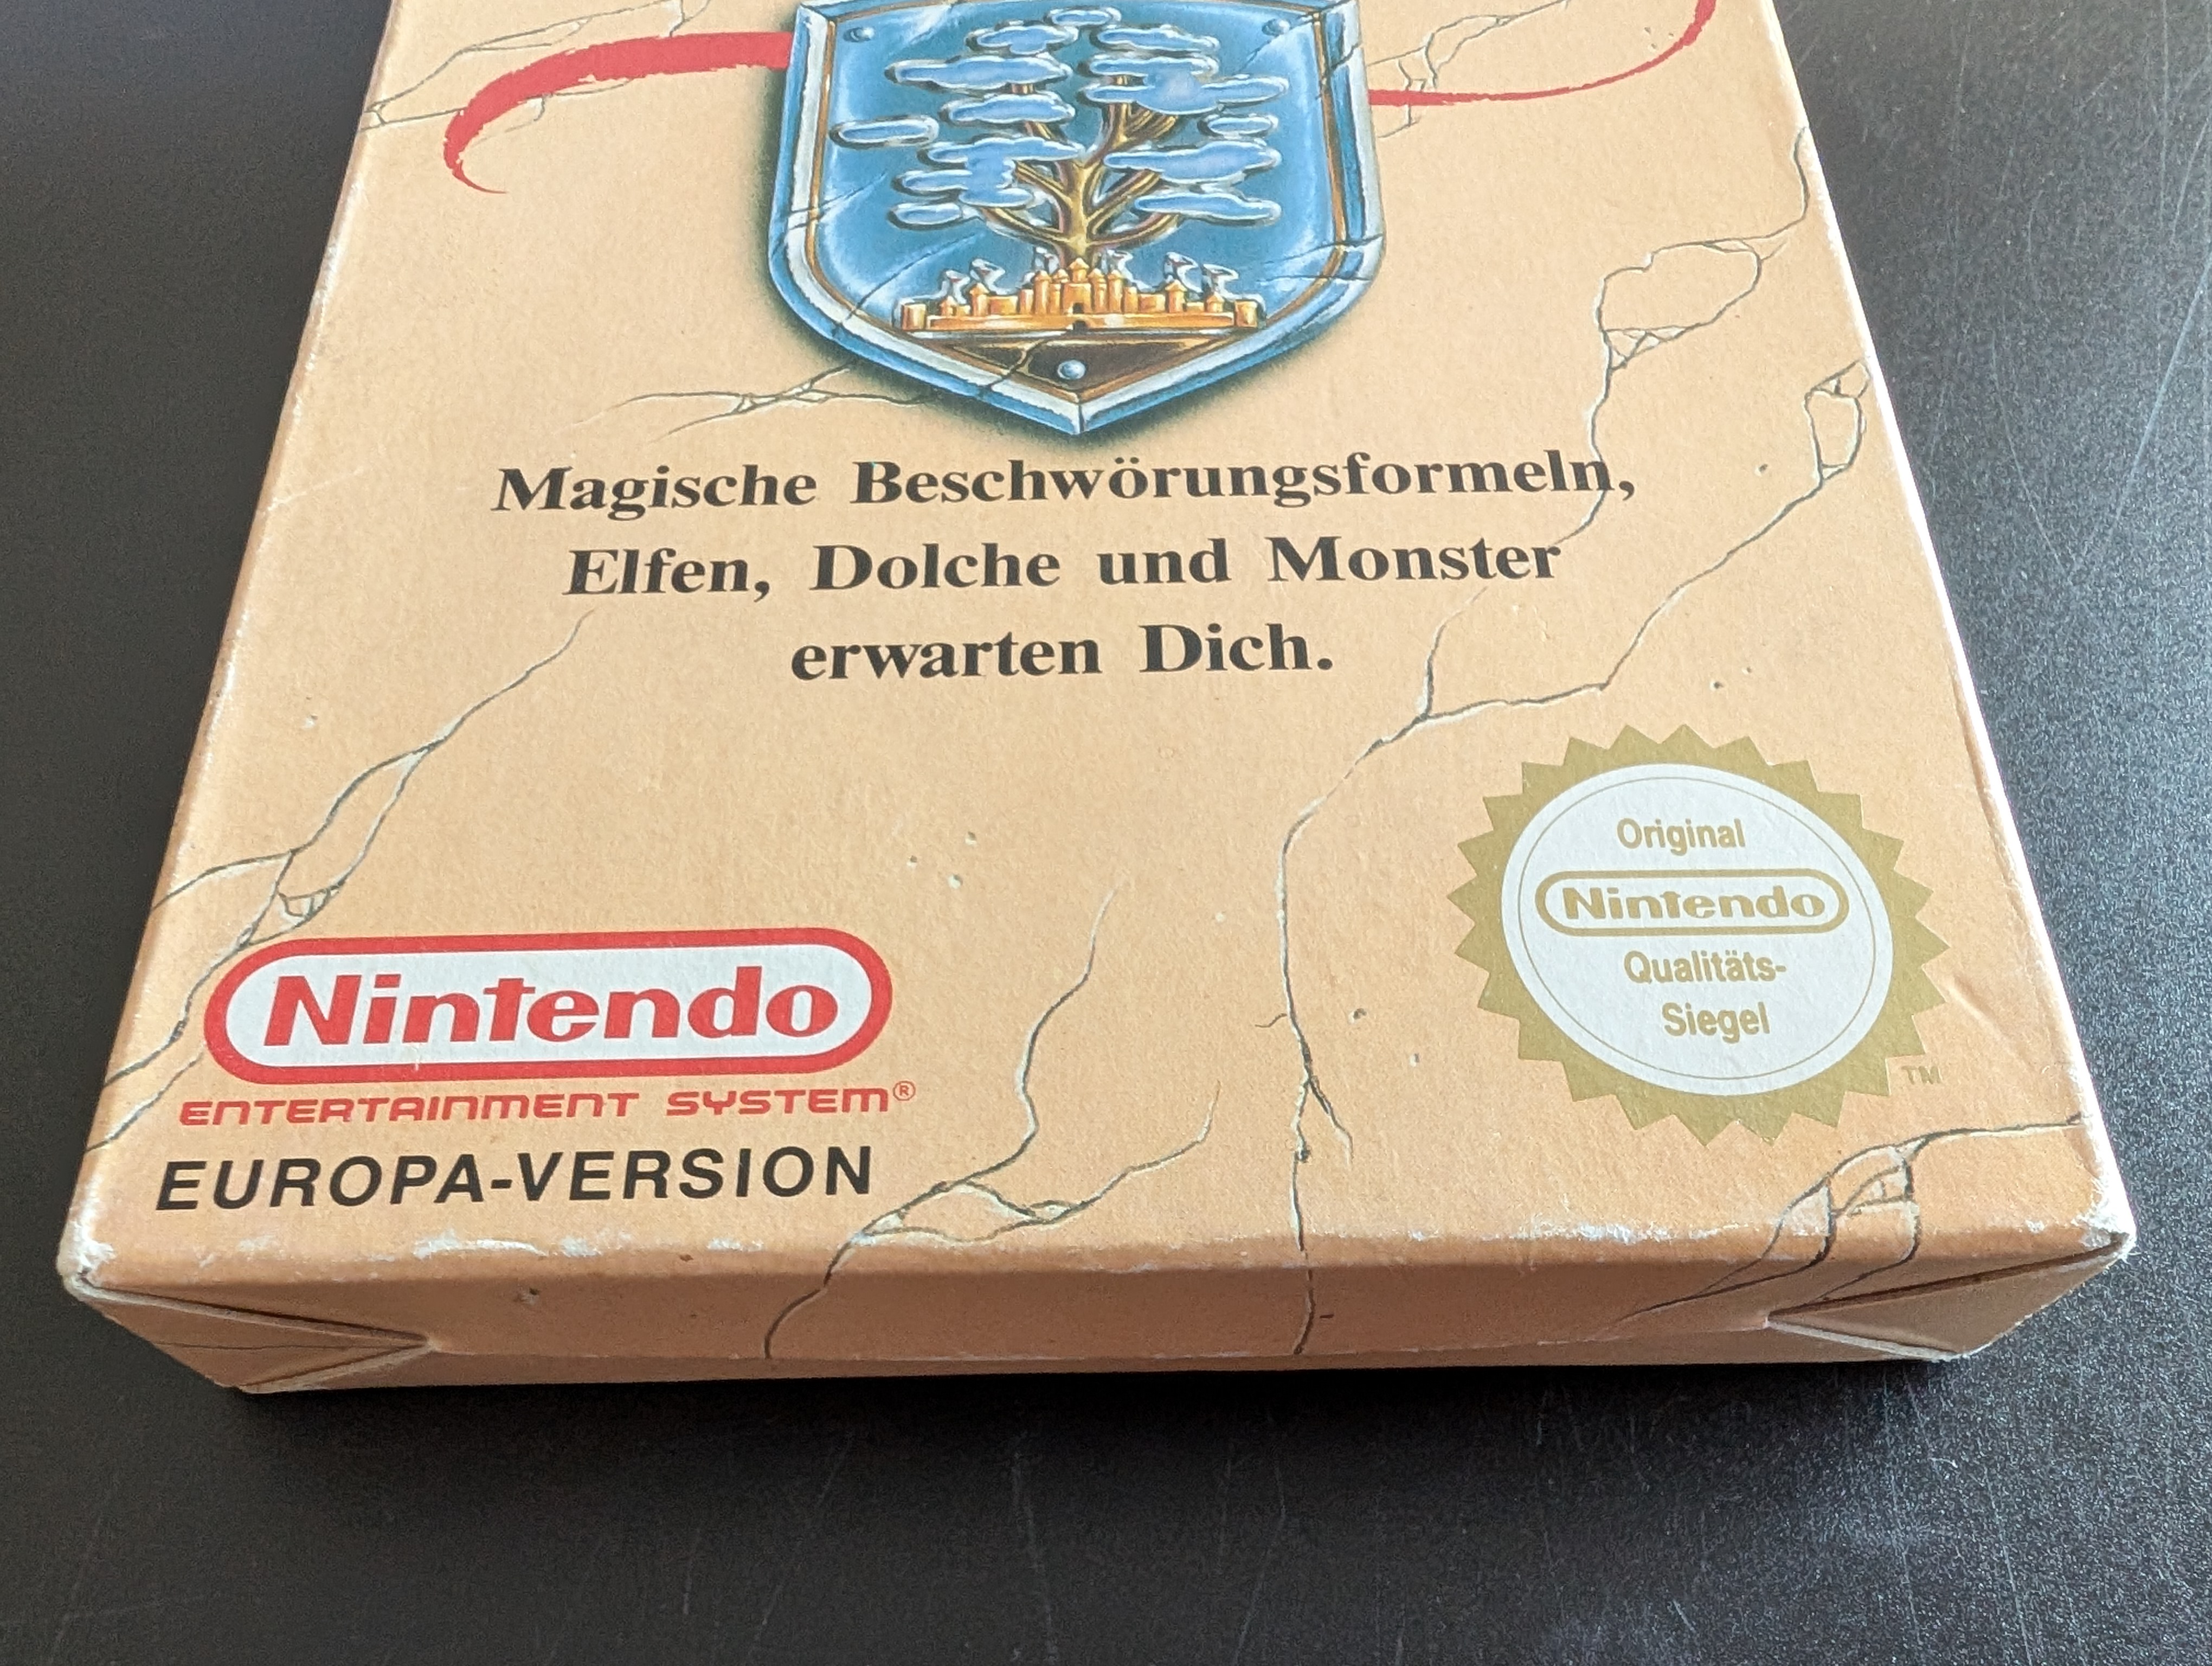 Magische Beschwörungsformeln,
Elfen, Dolche und Monster
erwarten Dich.
Original
Nintendo
Qualitäts-
Siegel
TM
Nintendo
ENTERTAINMENT SYSTEM®
EUROPA-VERSION